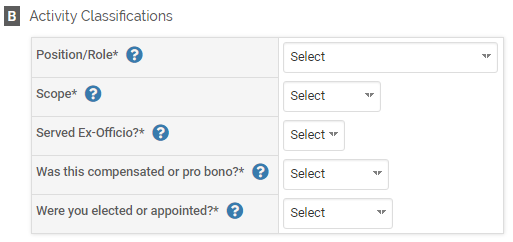 B Activity Classifications
Position/Role* ? Select
Scope* ? Select
Served Ex-Officio?* ? Select
Was this compensated or pro bono?* ? Select
Were you elected or appointed?* ? Select